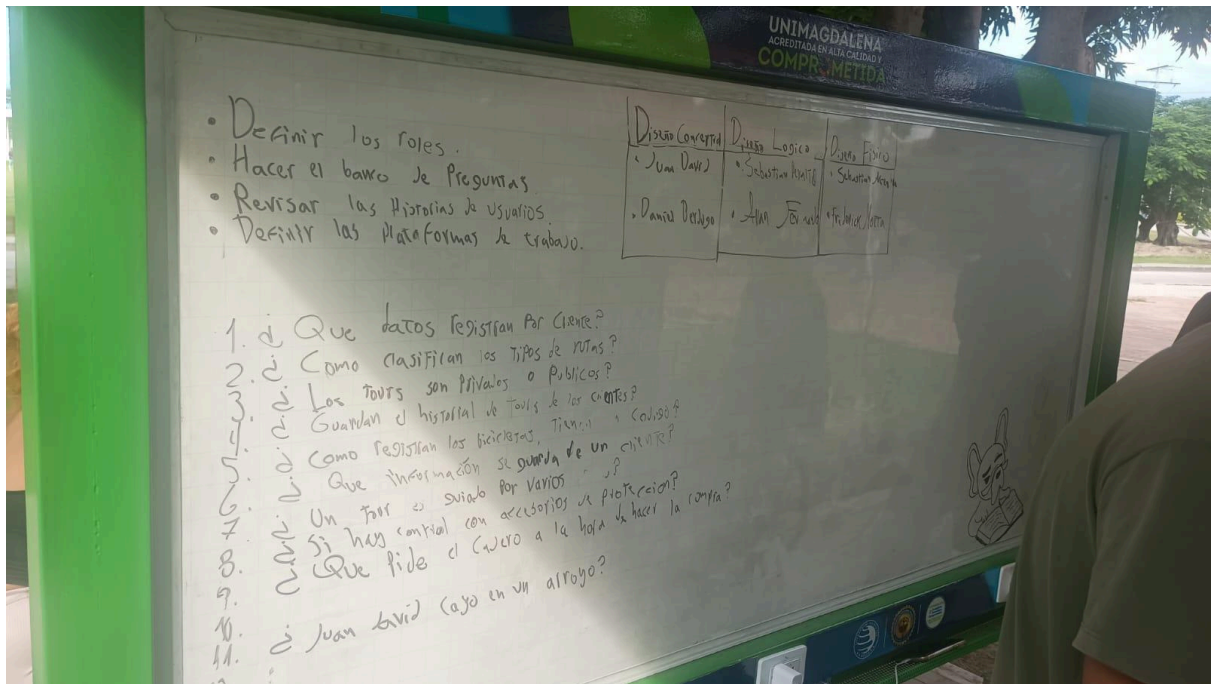 UNIMAGDALENA
ACREDITADA EN ALTA CALIDAD Y
COMPROMETIDA
• Definir los roles.
• Hacer el banco de Preguntas
• Revisar las Historias de usuarios.
• Definir las Plataformas de trabajo.
Diseño Conceptual
• Juan David
• Daniel
Diseño Logico
• Sebastian
• Alan
Diseño Fisico
• Sebastian
1. ¿ Que datos registran Por Cliente?
2. ¿ Como clasifican los Tipos de rutas?
3. ¿ Los Tours son Privados o Publicos?
4. ¿ Guardan el historial de Tours de los clientes?
5. ¿ Como registran las bicicletas, Tienen codigo?
6. ¿ Que informacion se guarda de un cliente?
7. ¿ Un Tour es guiado Por varios
8. ¿ Si hay control con accesorios de proteccion?
9. ¿ Que Pide el Cajero a la hora de hacer la compra?
10.
11. ¿ Juan david Cayo en un arroyo?